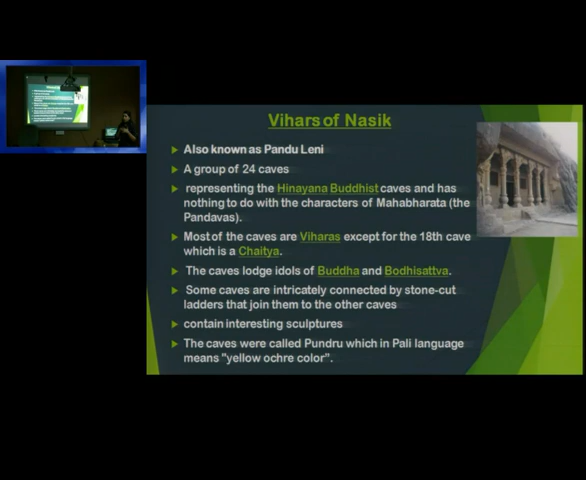 Vihars of Nasik
Also known as Pandu Leni
A group of 24 caves
representing the Hinayana Buddhist caves and has
nothing to do with the characters of Mahabharata (the
Pandavas).
Most of the caves are Viharas except for the 18th cave
which is a Chaitya.
The caves lodge idols of Buddha and Bodhisattva.
Some caves are intricately connected by stone-cut
ladders that join them to the other caves
contain interesting sculptures
The caves were called Pundru which in Pali language
means "yellow ochre color".